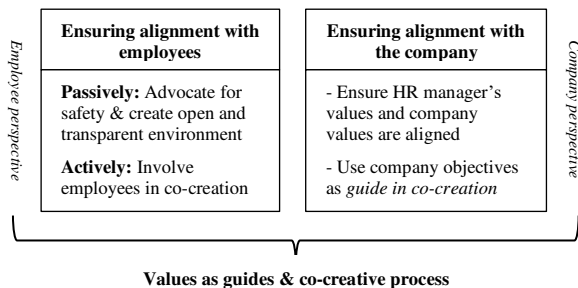 Employee perspective
Ensuring alignment with
employees
Passively: Advocate for
safety & create open and
transparent environment
Actively: Involve
employees in co-creation
Ensuring alignment with
the company
- Ensure HR manager's
values and company
values are aligned
- Use company objectives
as guide in co-creation
Company perspective
Values as guides & co-creative process